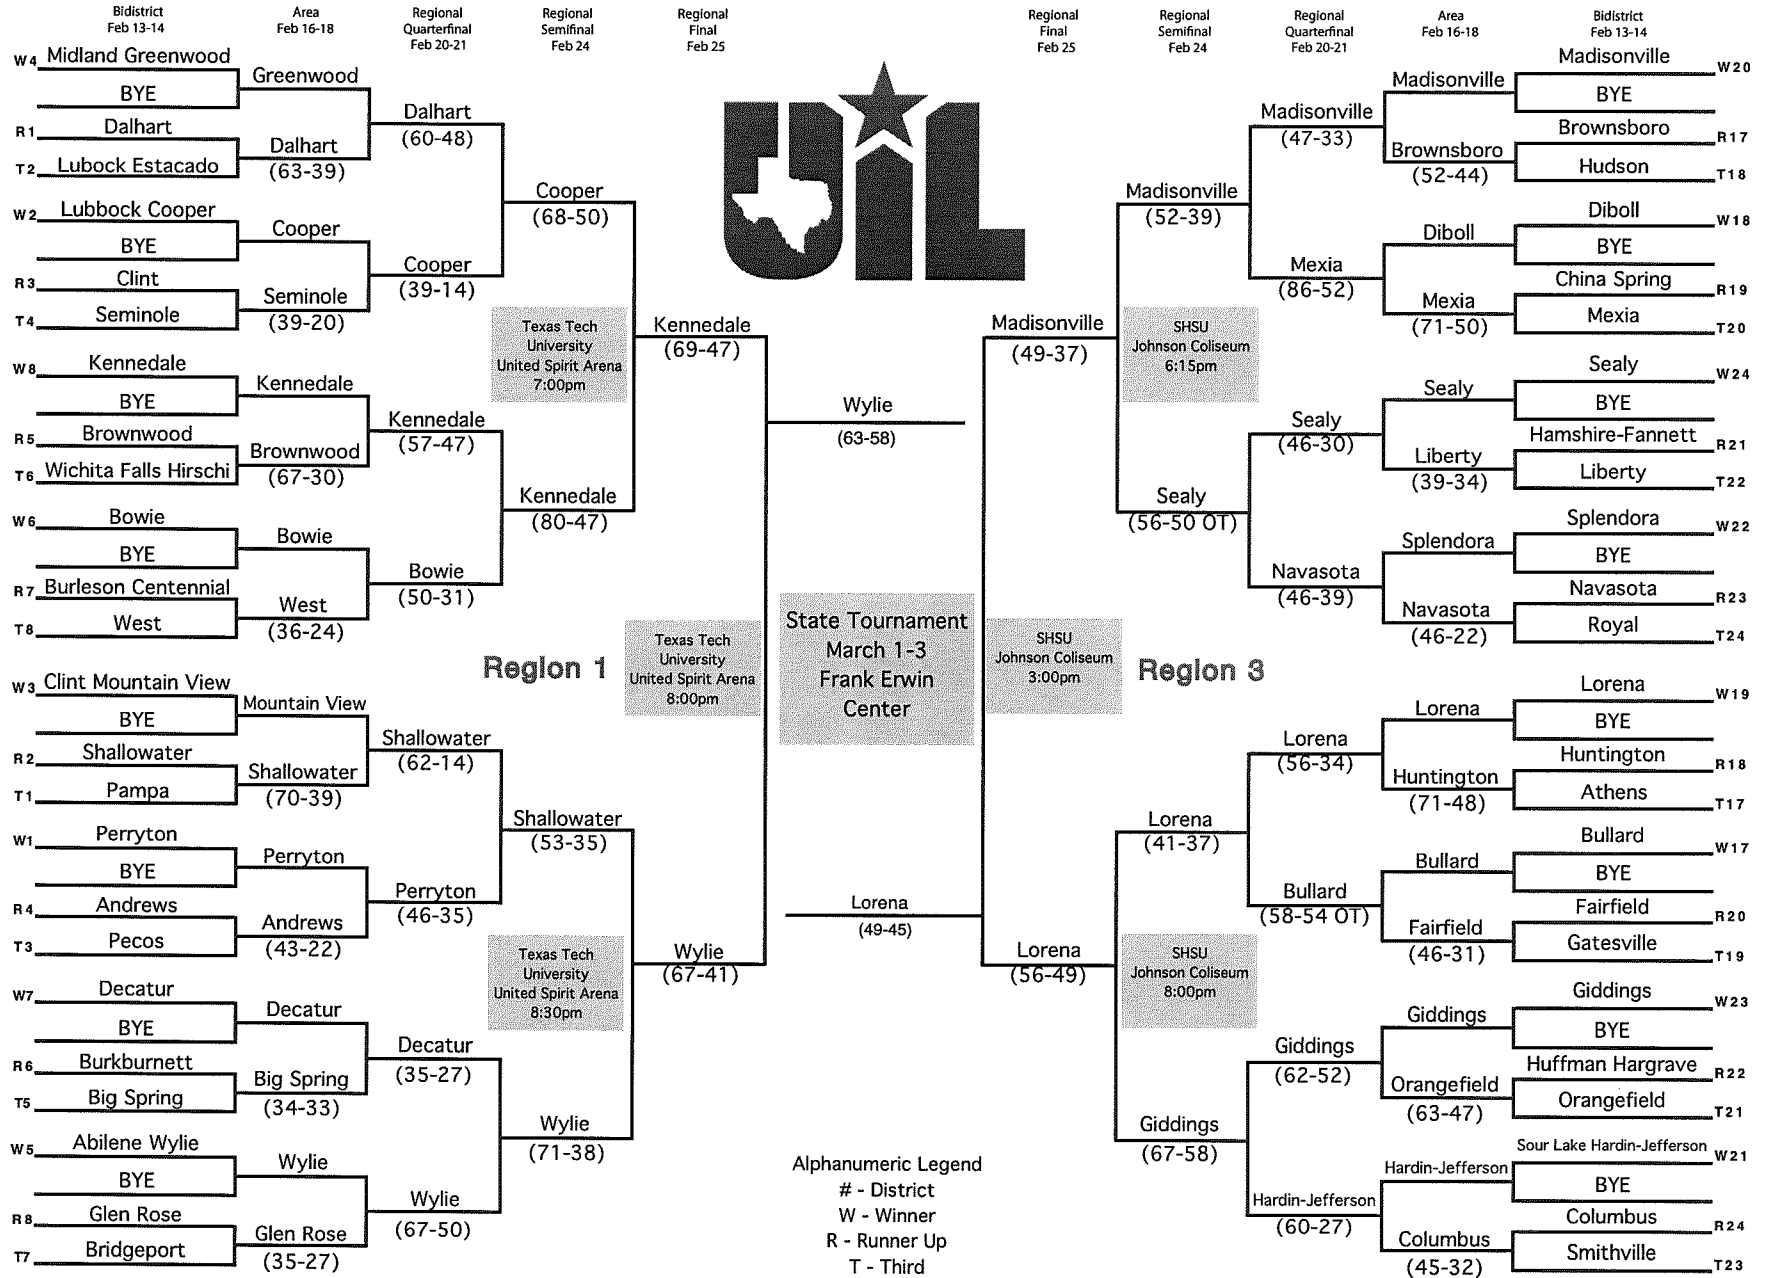 Bidistrict
Feb 13-14
Area
Feb 16-18
Regional
Quarterfinal
Feb 20-21
Regional
Semifinal
Feb 24
Regional
Final
Feb 25
Regional
Final
Feb 25
Regional
Semifinal
Feb 24
Regional
Quarterfinal
Feb 20-21
Area
Feb 16-18
Bidistrict
Feb 13-14
W4 Midland Greenwood
BYE
R1 Dalhart
T2 Lubock Estacado
W2 Lubbock Cooper
BYE
R3 Clint
T4 Seminole
W8 Kennedale
BYE
R5 Brownwood
T6 Wichita Falls Hirschi
W6 Bowie
BYE
R7 Burleson Centennial
T8 West
W3 Clint Mountain View
BYE
R2 Shallowater
T1 Pampa
W1 Perryton
BYE
R4 Andrews
T3 Pecos
W7 Decatur
BYE
R6 Burkburnett
T5 Big Spring
W5 Abilene Wylie
BYE
R8 Glen Rose
T7 Bridgeport
Greenwood
Dalhart
(63-39)
Cooper
Seminole
(39-20)
Kennedale
Brownwood
(67-30)
Bowie
West
(36-24)
Mountain View
Shallowater
(70-39)
Perryton
Andrews
(43-22)
Decatur
Big Spring
(34-33)
Wylie
Glen Rose
(35-27)
Dalhart
(60-48)
Cooper
(39-14)
Kennedale
(57-47)
Bowie
(50-31)
Shallowater
(62-14)
Perryton
(46-35)
Decatur
(35-27)
Wylie
(67-50)
Cooper
(68-50)
Texas Tech
University
United Spirit Arena
7:00pm
Kennedale
(80-47)
Region 1
Shallowater
(53-35)
Texas Tech
University
United Spirit Arena
8:30pm
Wylie
(71-38)
Kennedale
(69-47)
Texas Tech
University
United Spirit Arena
8:00pm
Wylie
(67-41)
UIL
Wylie
(63-58)
State Tournament
March 1-3
Frank Erwin
Center
Lorena
(49-45)
Alphanumeric Legend
# - District
W - Winner
R - Runner Up
T - Third
Madisonville
(49-37)
SHSU
Johnson Coliseum
3:00pm
Lorena
(56-49)
Madisonville
(52-39)
SHSU
Johnson Coliseum
6:15pm
Sealy
(56-50 OT)
Region 3
Lorena
(41-37)
SHSU
Johnson Coliseum
8:00pm
Giddings
(67-58)
Madisonville
(47-33)
Mexia
(86-52)
Sealy
(46-30)
Navasota
(46-39)
Lorena
(56-34)
Bullard
(58-54 OT)
Giddings
(62-52)
Hardin-Jefferson
(60-27)
Madisonville
Brownsboro
(52-44)
Diboll
Mexia
(71-50)
Sealy
Liberty
(39-34)
Splendora
Navasota
(46-22)
Lorena
Huntington
(71-48)
Bullard
Fairfield
(46-31)
Giddings
Orangefield
(63-47)
Hardin-Jefferson
Columbus
(45-32)
Madisonville W20
BYE
Brownsboro R17
Hudson T18
Diboll W18
BYE
China Spring R19
Mexia T20
Sealy W24
BYE
Hamshire-Fannett R21
Liberty T22
Splendora W22
BYE
Navasota R23
Royal T24
Lorena W19
BYE
Huntington R18
Athens T17
Bullard W17
BYE
Fairfield R20
Gatesville T19
Giddings W23
BYE
Huffman Hargrave R22
Orangefield T21
Sour Lake Hardin-Jefferson W21
BYE
Columbus R24
Smithville T23